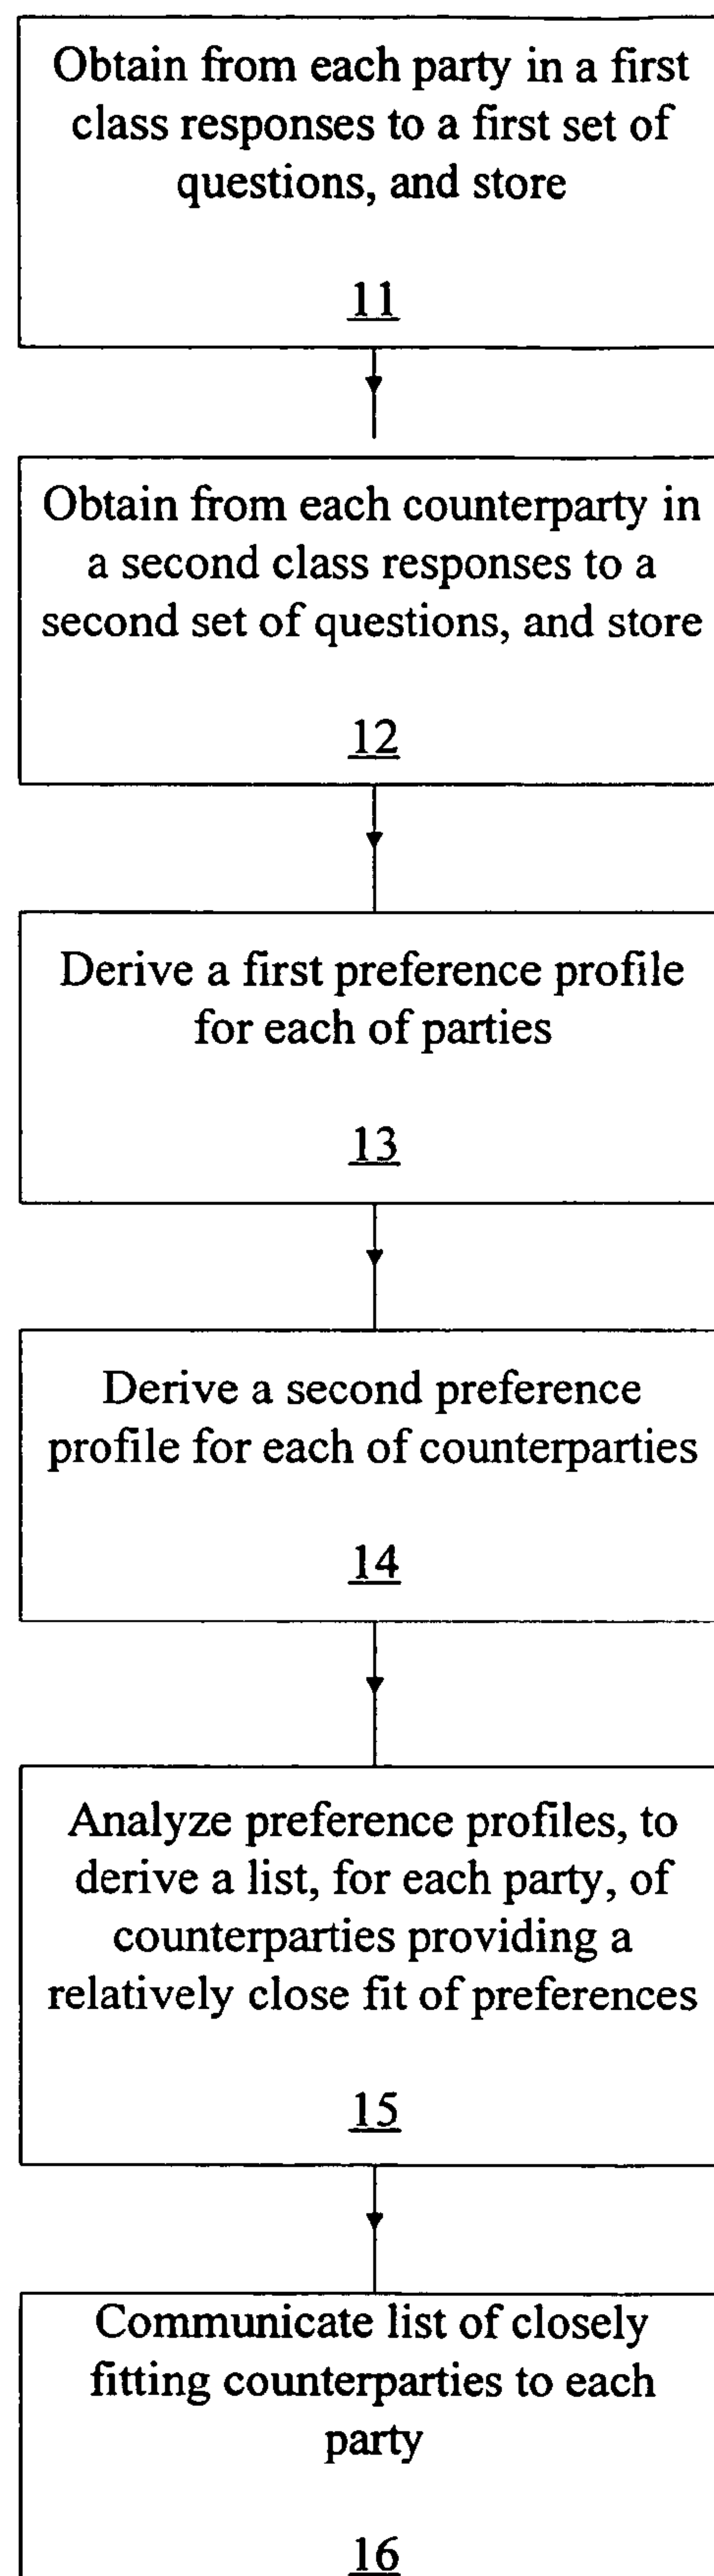 Obtain from each party in a first
class responses to a first set of
questions, and store
11
Obtain from each counterparty in
a second class responses to a
second set of questions, and store
12
Derive a first preference profile
for each of parties
13
Derive a second preference
profile for each of counterparties
14
Analyze preference profiles, to
derive a list, for each party, of
counterparties providing a
relatively close fit of preferences
15
Communicate list of closely
fitting counterparties to each
party
16